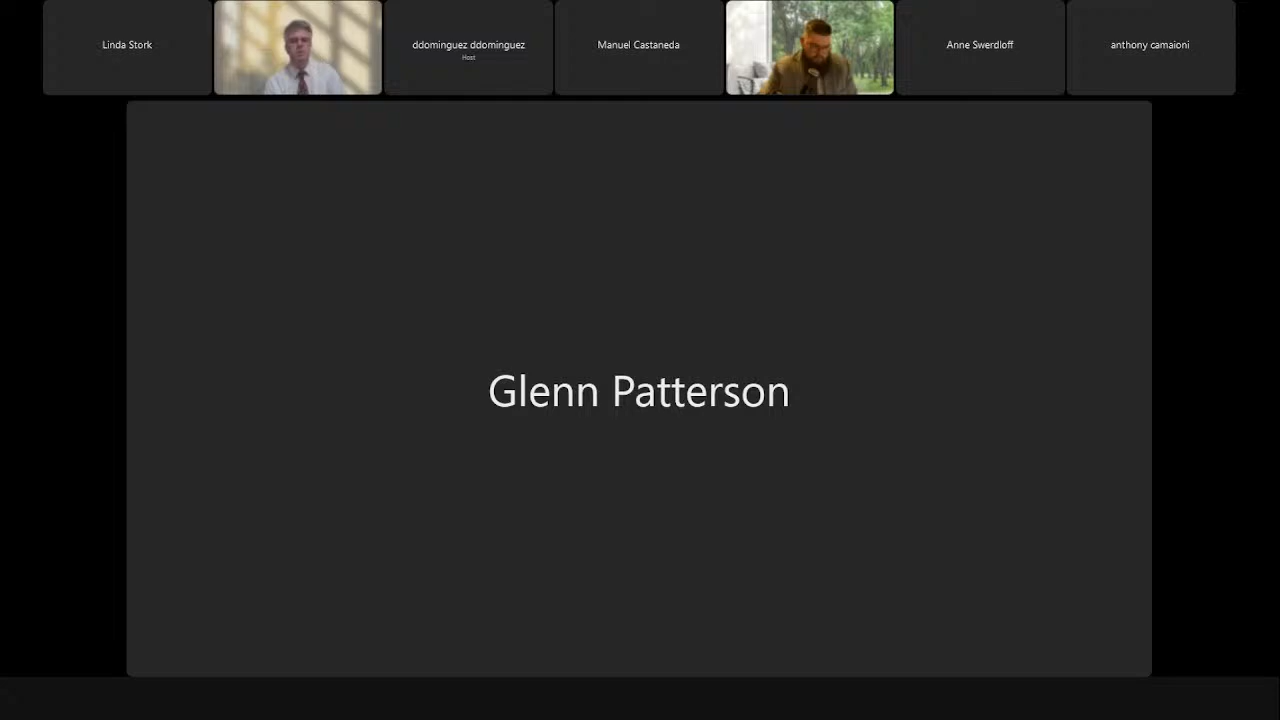 Linda Stork
ddominguez ddominguez
Host
Manuel Castaneda
Anne Swerdloff
anthony camaioni
Glenn Patterson